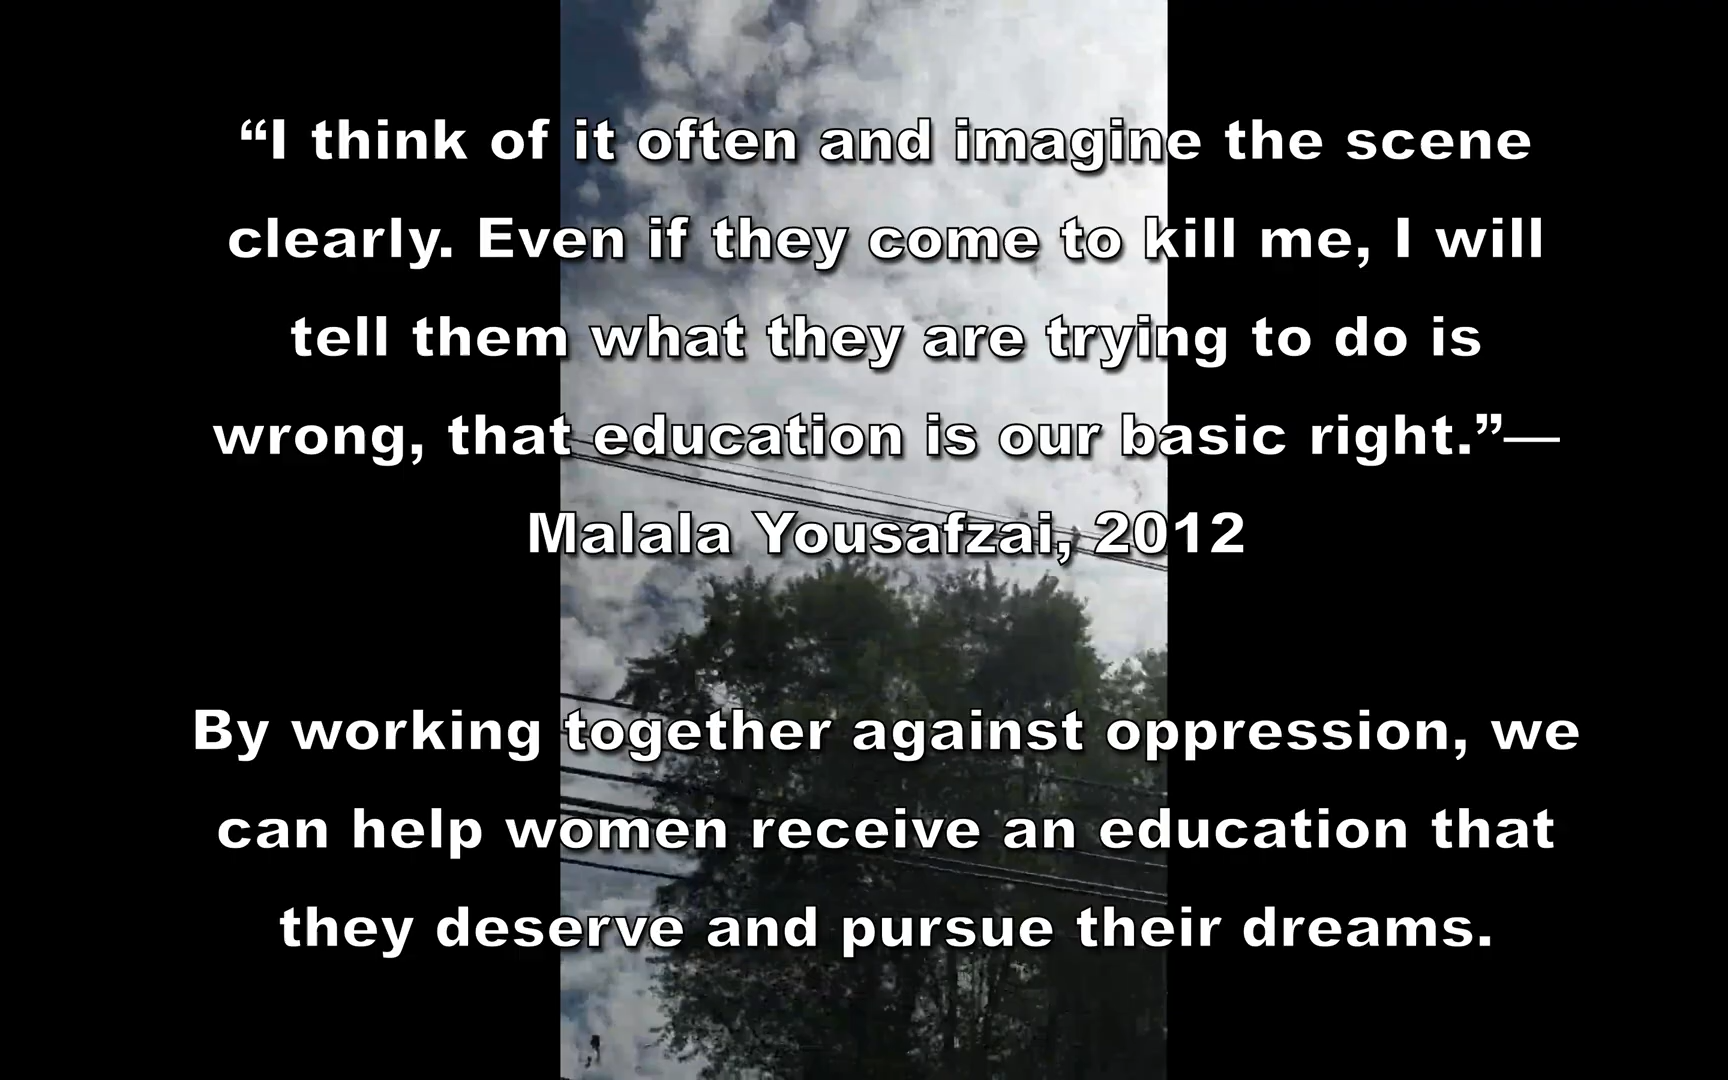 “I think of it often and imagine the scene
clearly. Even if they come to kill me, I will
tell them what they are trying to do is
wrong, that education is our basic right.”—
Malala Yousafzai, 2012
By working together against oppression, we
can help women receive an education that
they deserve and pursue their dreams.